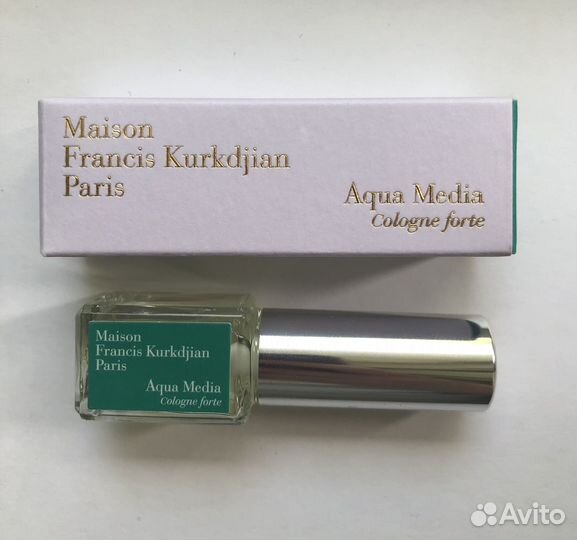 Maison
Francis Kurkdjian
Paris
Aqua Media
Cologne forte
Maison
Francis Kurkdjian
Paris
Aqua Media
Cologne forte
Avito